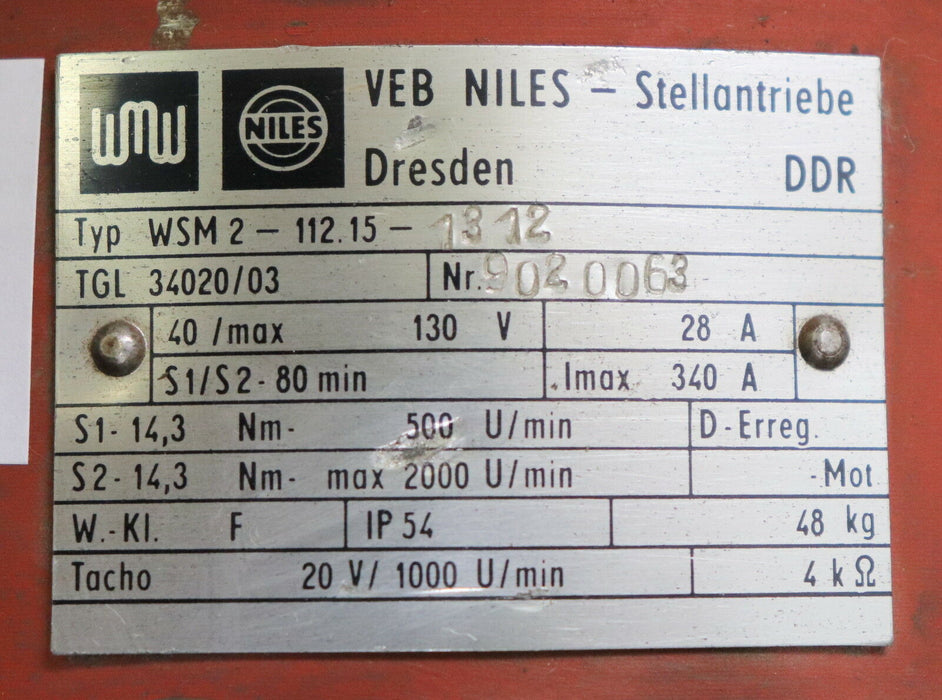 WMW NILES VEB NILES – Stellantriebe
Dresden DDR
Typ WSM 2 – 112.15 – 1312
TGL 34020/03 Nr. 9020063
40 /max 130 V 28 A
S1/S2 - 80 min Imax 340 A
S1 - 14,3 Nm - 500 U/min D - Erreg.
S2 - 14,3 Nm - max 2000 U/min - Mot
W.-Kl. F IP 54 48 kg
Tacho 20 V/ 1000 U/min 4 k Ω